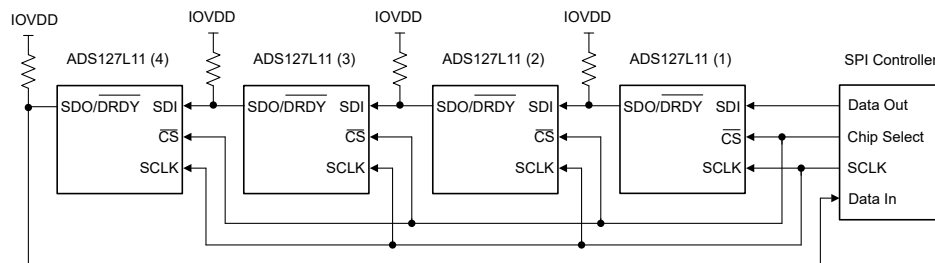 IOVDD IOVDD IOVDD IOVDD
ADS127L11 (4) ADS127L11 (3) ADS127L11 (2) ADS127L11 (1) SPI Controller
SDO/DRDY SDI SDO/DRDY SDI SDO/DRDY SDI SDO/DRDY SDI Data Out
CS CS CS CS Chip Select
SCLK SCLK SCLK SCLK SCLK
Data In